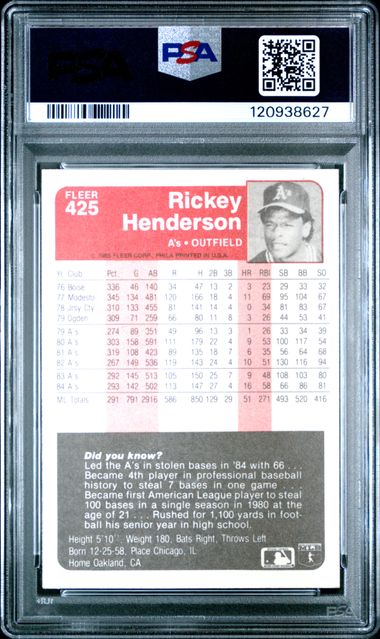 PSA
120938627
FLEER
425
Rickey
Henderson
A's • OUTFIELD
© 1985 FLEER CORP. PHILA PRINTED IN U.S.A.
Yr. Club Pct. G AB R H 2B 3B HR RBI SB BB SO
76 Boise 336 46 140 34 47 13 2 3 23 29 33 32
77 Modesto 345 134 481 120 166 18 4 11 69 95 104 67
78 Jrsy Cty 310 133 455 81 141 14 4 0 34 81 83 67
79 Ogden 309 71 259 66 80 11 8 3 26 44 53 41
79 A's 274 89 351 49 96 13 3 1 26 33 34 39
80 A's 303 158 591 111 179 22 4 9 53 100 117 54
81 A's 319 108 423 89 135 18 7 6 35 56 64 68
82 A's 267 149 536 119 143 24 4 10 51 130 116 94
83 A's 292 145 513 105 150 25 7 9 48 108 103 80
84 A's 293 142 502 113 147 27 4 16 58 66 86 81
ML Totals 291 791 2916 586 850 129 29 51 271 493 520 416
Did you know?
Led the A's in stolen bases in '84 with 66 . . .
Became 4th player in professional baseball
history to steal 7 bases in one game . . .
Became first American League player to steal
100 bases in a single season in 1980 at the
age of 21 . . . Rushed for 1,100 yards in foot-
ball his senior year in high school.
Height 5'10", Weight 180, Bats Right, Throws Left
Born 12-25-58, Place Chicago, IL
Home Oakland, CA